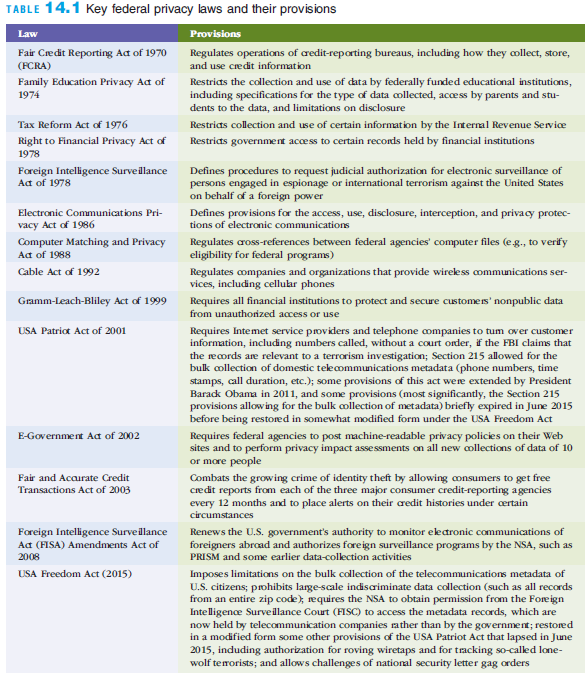 TABLE 14.1 Key federal privacy laws and their provisions
Law Provisions
Fair Credit Reporting Act of 1970
(FCRA)
Regulates operations of credit-reporting bureaus, including how they collect, store,
and use credit information
Family Education Privacy Act of
1974
Restricts the collection and use of data by federally funded educational institutions,
including specifications for the type of data collected, access by parents and stu-
dents to the data, and limitations on disclosure
Tax Reform Act of 1976
Restricts collection and use of certain information by the Internal Revenue Service
Right to Financial Privacy Act of
1978
Restricts government access to certain records held by financial institutions
Foreign Intelligence Surveillance
Act of 1978
Defines procedures to request judicial authorization for electronic surveillance of
persons engaged in espionage or international terrorism against the United States
on behalf of a foreign power
Electronic Communications Pri-
vacy Act of 1986
Defines provisions for the access, use, disclosure, interception, and privacy protec-
tions of electronic communications
Computer Matching and Privacy
Act of 1988
Regulates cross-references between federal agencies' computer files (e.g., to verify
eligibility for federal programs)
Cable Act of 1992
Regulates companies and organizations that provide wireless communications ser-
vices, including cellular phones
Gramm-Leach-Bliley Act of 1999
Requires all financial institutions to protect and secure customers' nonpublic data
from unauthorized access or use
USA Patriot Act of 2001
Requires Internet service providers and telephone companies to turn over customer
information, including numbers called, without a court order, if the FBI claims that
the records are relevant to a terrorism investigation; Section 215 allowed for the
bulk collection of domestic telecommunications metadata (phone numbers, time
stamps, call duration, etc.); some provisions of this act were extended by President
Barack Obama in 2011, and some provisions (most significantly, the Section 215
provisions allowing for the bulk collection of metadata) briefly expired in June 2015
before being restored in somewhat modified form under the USA Freedom Act
E-Government Act of 2002
Requires federal agencies to post machine-readable privacy policies on their Web
sites and to perform privacy impact assessments on all new collections of data of 10
or more people
Fair and Accurate Credit
Transactions Act of 2003
Combats the growing crime of identity theft by allowing consumers to get free
credit reports from each of the three major consumer credit-reporting agencies
every 12 months and to place alerts on their credit histories under certain
circumstances
Foreign Intelligence Surveillance
Act (FISA) Amendments Act of
2008
Renews the U.S. government's authority to monitor electronic communications of
foreigners abroad and authorizes foreign surveillance programs by the NSA, such as
PRISM and some earlier data-collection activities
USA Freedom Act (2015)
Imposes limitations on the bulk collection of the telecommunications metadata of
U.S. citizens; prohibits large-scale indiscriminate data collection (such as all records
from an entire zip code); requires the NSA to obtain permission from the Foreign
Intelligence Surveillance Court (FISC) to access the metadata records, which are
now held by telecommunication companies rather than by the government; restored
in a modified form some other provisions of the USA Patriot Act that lapsed in June
2015, including authorization for roving wiretaps and for tracking so-called lone-
wolf terrorists; and allows challenges of national security letter gag orders